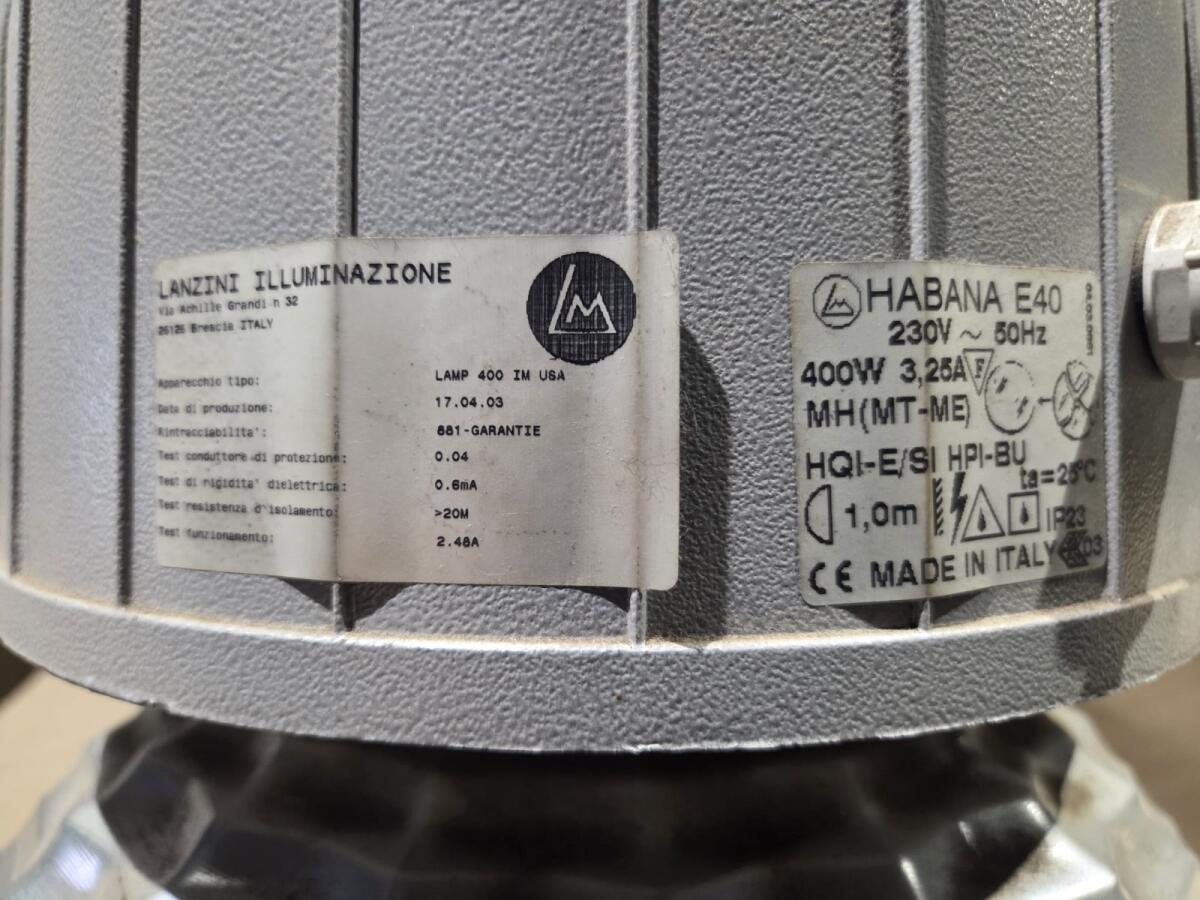 LANZINI ILLUMINAZIONE
Via Achille Grandi n 32
25125 Brescia ITALY
LM
Apparecchio tipo: LAMP 400 IM USA
Data di produzione: 17.04.03
Rintracciabilita': 881-GARANTIE
Test conduttore di protezione: 0.04
Test di rigidita' dielettrica: 0.6mA
Test resistenza d'isolamento: >20M
Test funzionamento: 2.48A
LM HABANA E40
230V ~ 50Hz
400W 3,25A F
MH(MT-ME)
HQI-E/SI HPI-BU
ta=25°C
1,0m IP23
CE MADE IN ITALY 03